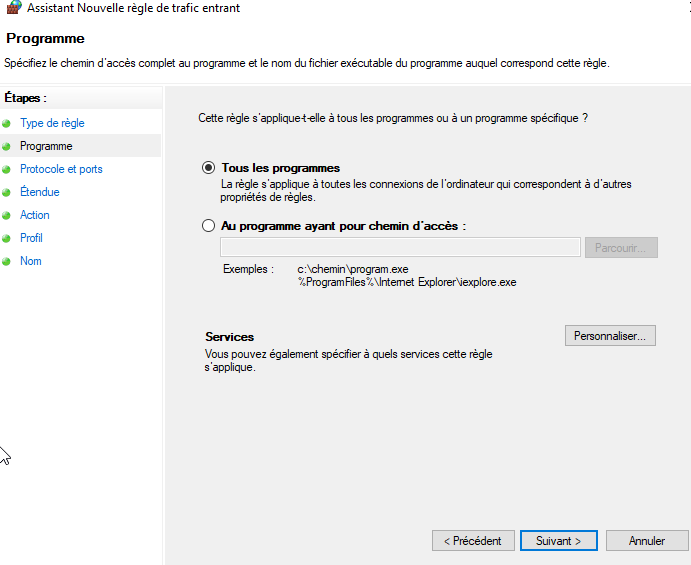 Assistant Nouvelle règle de trafic entrant
Programme
Spécifiez le chemin d'accès complet au programme et le nom du fichier exécutable du programme auquel correspond cette règle.
Étapes :
Type de règle
Programme
Protocole et ports
Étendue
Action
Profil
Nom
Cette règle s'applique-t-elle à tous les programmes ou à un programme spécifique ?
Tous les programmes
La règle s'applique à toutes les connexions de l'ordinateur qui correspondent à d'autres
propriétés de règles.
Au programme ayant pour chemin d'accès :
Parcourir...
Exemples : c:\chemin\program.exe
%ProgramFiles%\Internet Explorer\iexplore.exe
Services
Personnaliser...
Vous pouvez également spécifier à quels services cette règle
s'applique.
< Précédent Suivant > Annuler